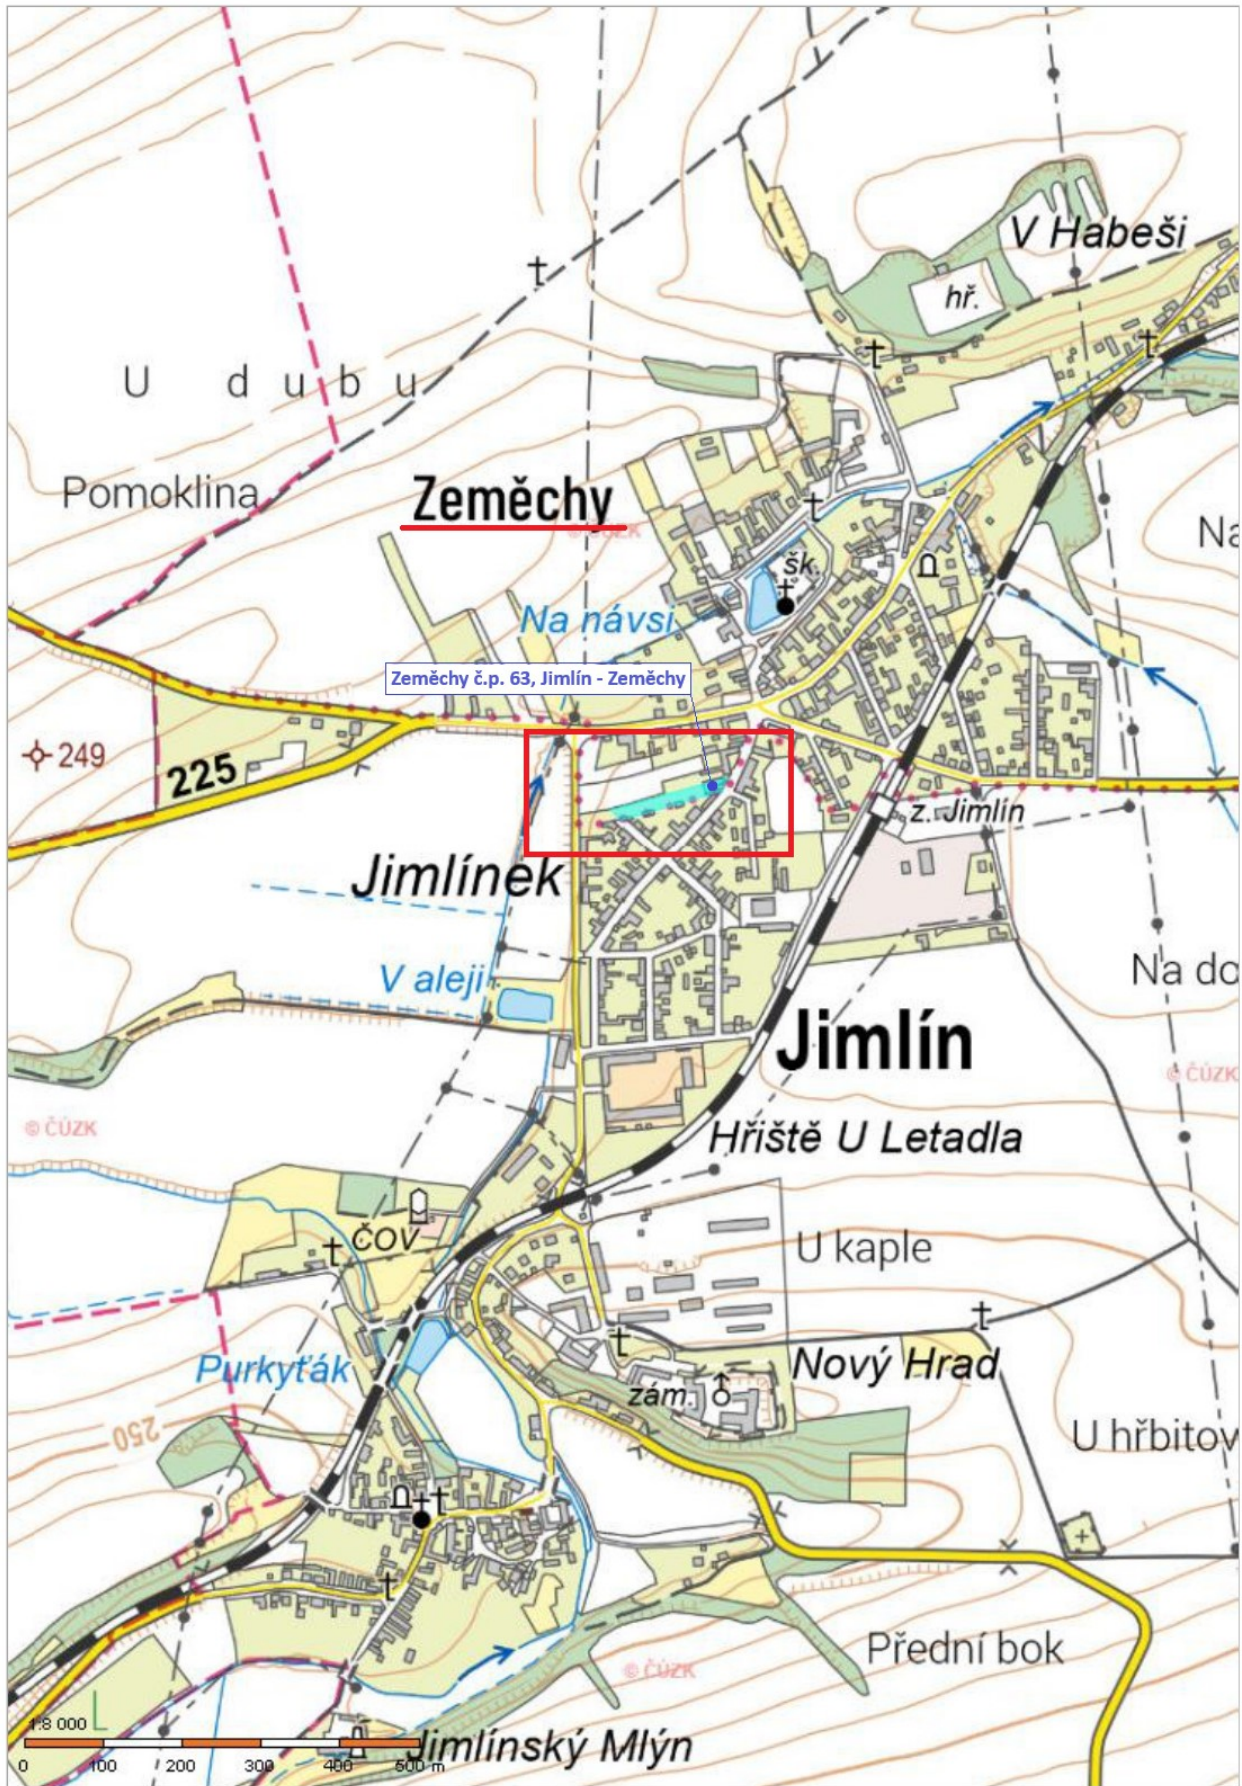 V Habeši
hř.
U dubu
Pomoklina
Zeměchy
© ČÚZK
Na
šk.
Na návsi
Zeměchy č.p. 63, Jimlín - Zeměchy
249
225
z. Jimlín
Jimlínek
V aleji
Na do
Jimlín
© ČÚZK
© ČÚZK
Hřiště U Letadla
ČOV
U kaple
Purkyťák
Nový Hrad
zám.
250
U hřbitov
Přední bok
© ČÚZK
1:8 000
Jimlínský Mlýn
0 100 200 300 400 500 m